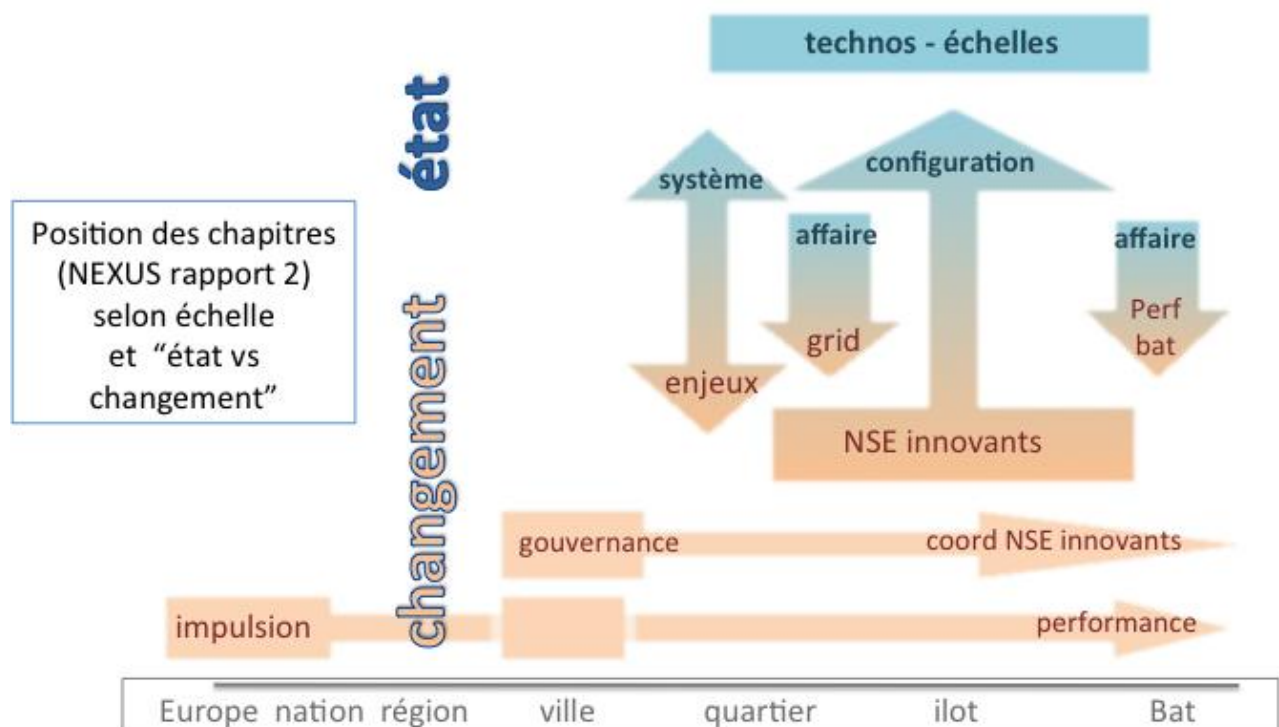 technos - échelles
état
système
configuration
affaire
affaire
Position des chapitres
(NEXUS rapport 2)
selon échelle
et “état vs
changement”
changement
grid
Perf
bat
enjeux
NSE innovants
gouvernance
coord NSE innovants
impulsion
performance
Europe nation région ville quartier ilot Bat